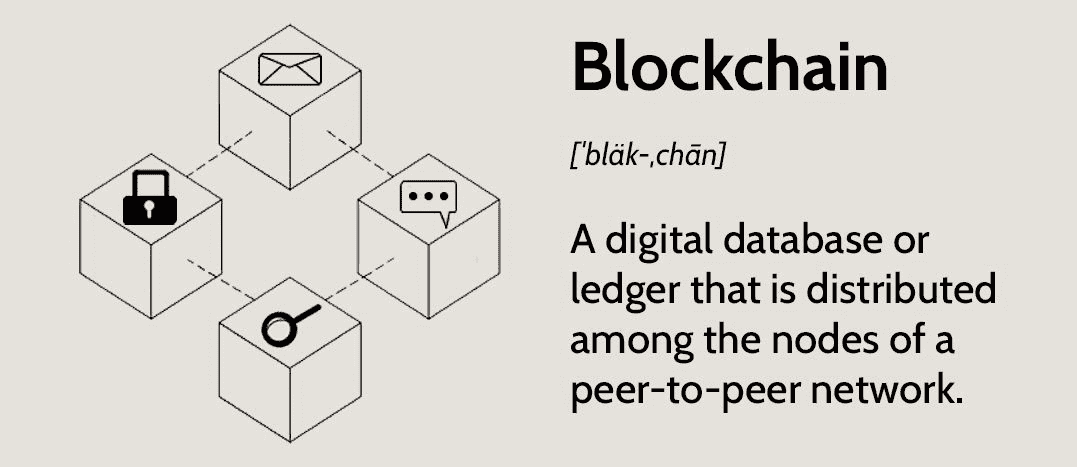 Blockchain
[ˈbläk-ˌchān]
A digital database or
ledger that is distributed
among the nodes of a
peer-to-peer network.